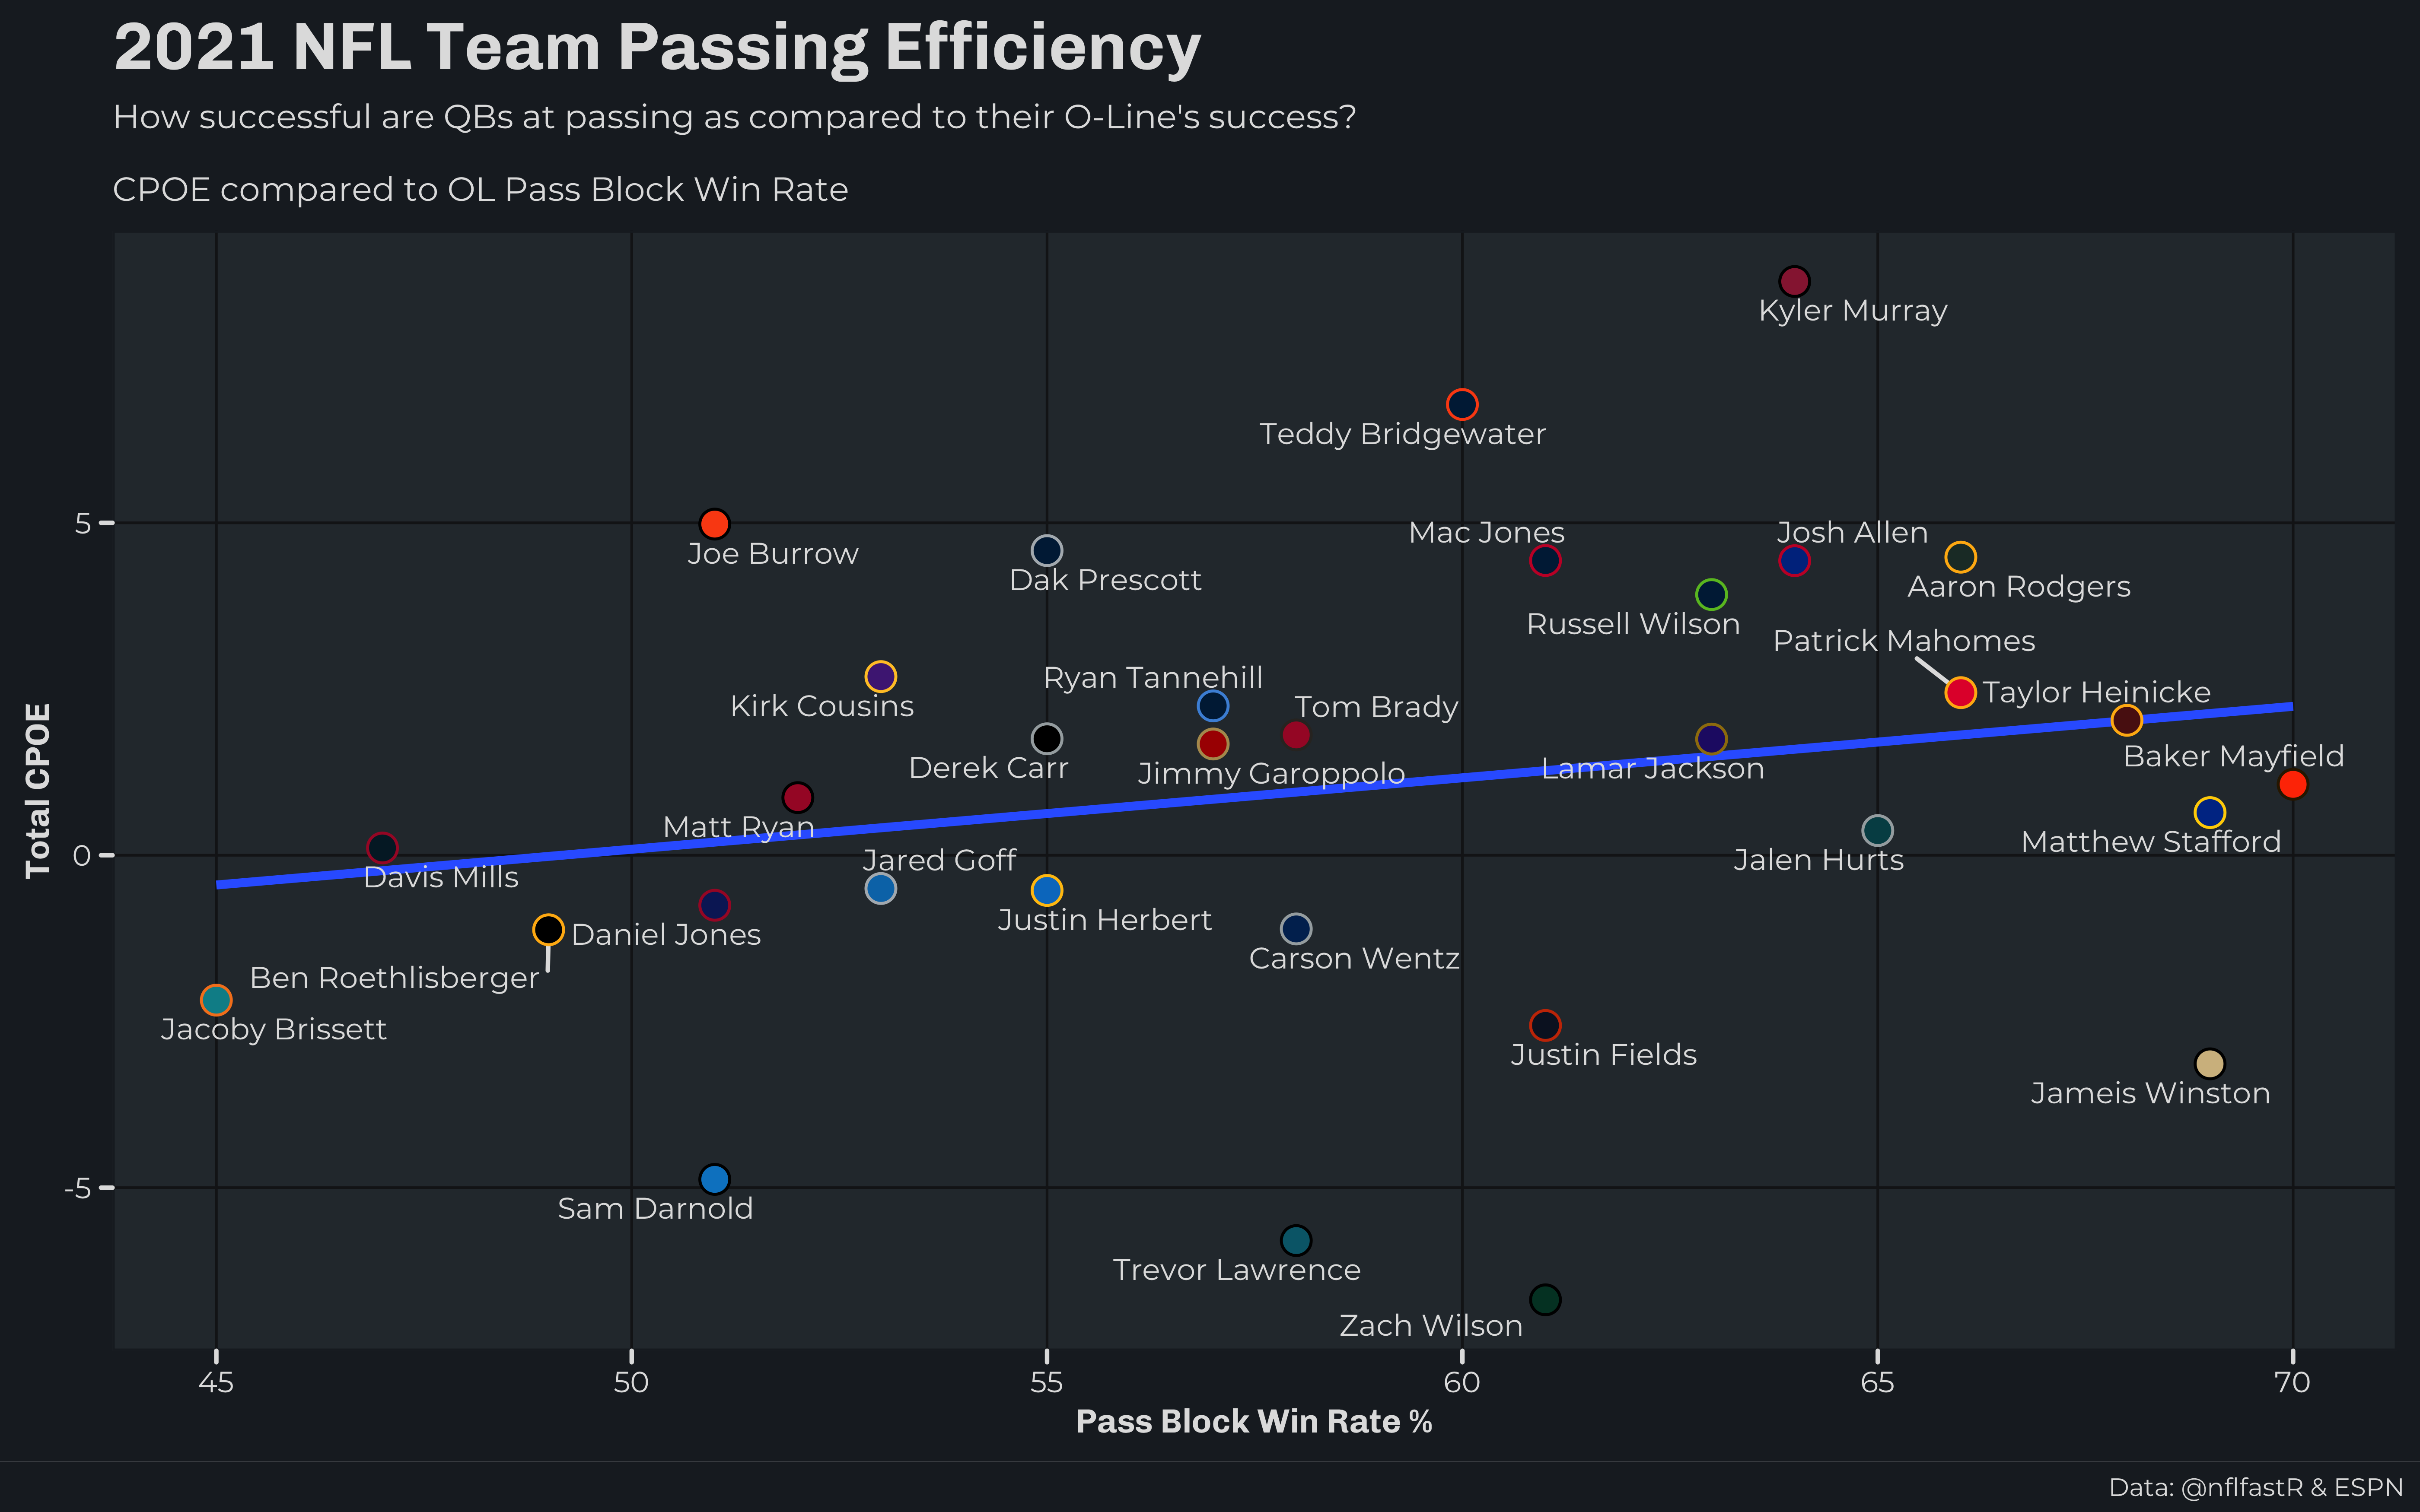 2021 NFL Team Passing Efficiency
How successful are QBs at passing as compared to their O-Line's success?
CPOE compared to OL Pass Block Win Rate
Kyler Murray
Teddy Bridgewater
5
Joe Burrow
Mac Jones
Josh Allen
Dak Prescott
Aaron Rodgers
Russell Wilson
Patrick Mahomes
Ryan Tannehill
Taylor Heinicke
Kirk Cousins
Tom Brady
Baker Mayfield
Derek Carr
Lamar Jackson
Jimmy Garoppolo
Total CPOE
Matt Ryan
Matthew Stafford
0
Jared Goff
Jalen Hurts
Davis Mills
Justin Herbert
Daniel Jones
Carson Wentz
Ben Roethlisberger
Jacoby Brissett
Justin Fields
Jameis Winston
-5
Sam Darnold
Trevor Lawrence
Zach Wilson
45
50
55
60
65
70
Pass Block Win Rate %
Data: @nflfastR & ESPN